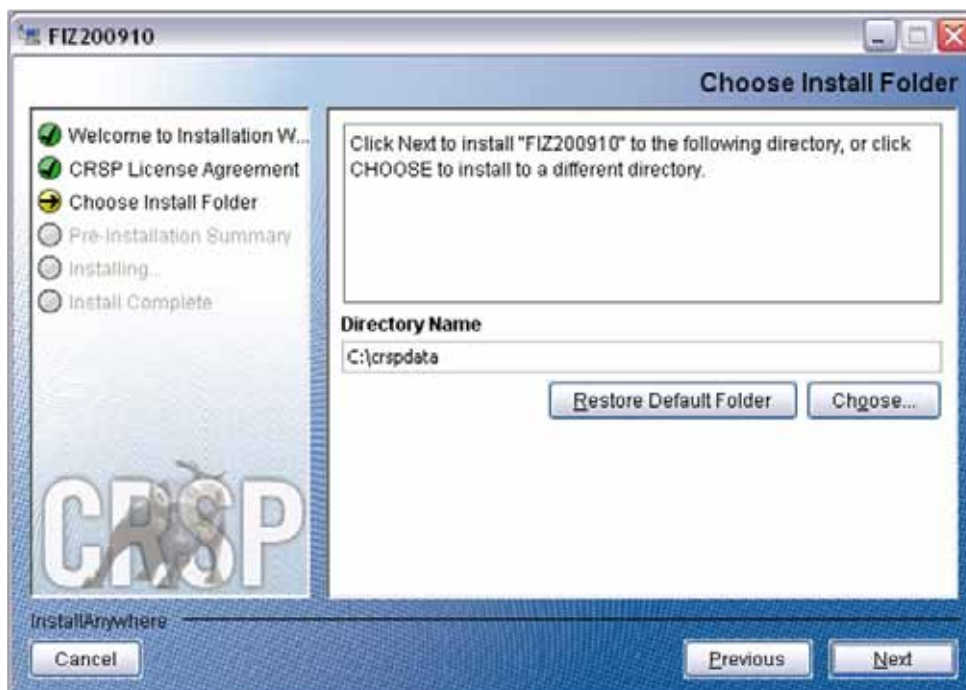 FIZ200910
Choose Install Folder
Welcome to Installation W...
CRSP License Agreement
Choose Install Folder
Pre-Installation Summary
Installing...
Install Complete
CRSP
Click Next to install "FIZ200910" to the following directory, or click
CHOOSE to install to a different directory.
Directory Name
C:\crspdata
Restore Default Folder
Choose...
InstallAnywhere
Cancel
Previous
Next